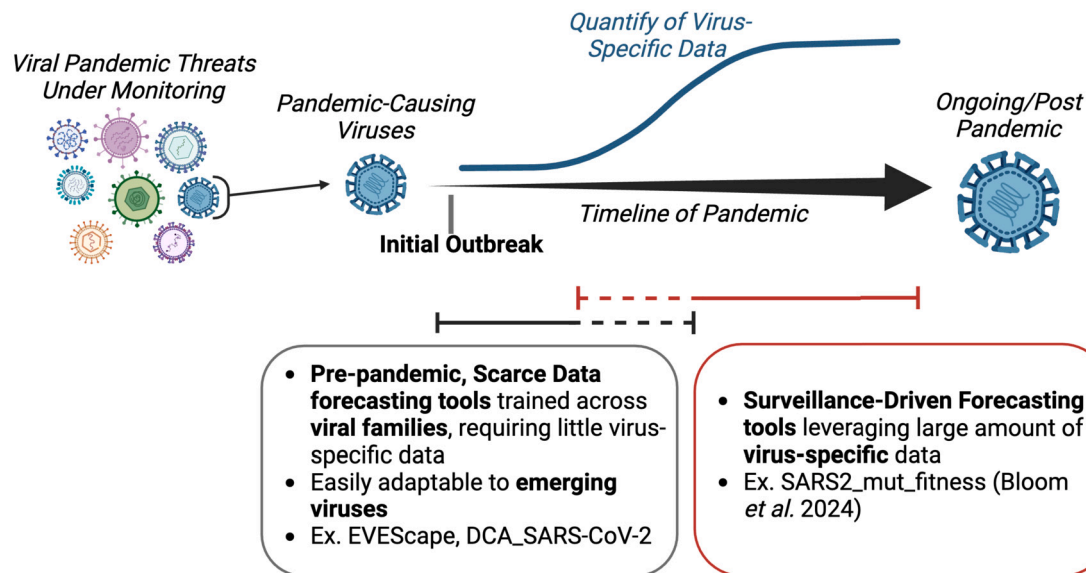 Viral Pandemic Threats
Under Monitoring
Pandemic-Causing
Viruses
Quantify of Virus-
Specific Data
Ongoing/Post
Pandemic
Timeline of Pandemic
Initial Outbreak
• Pre-pandemic, Scarce Data
forecasting tools trained across
viral families, requiring little virus-
specific data
• Easily adaptable to emerging
viruses
• Ex. EVEScape, DCA_SARS-CoV-2
• Surveillance-Driven Forecasting
tools leveraging large amount of
virus-specific data
• Ex. SARS2_mut_fitness (Bloom
et al. 2024)